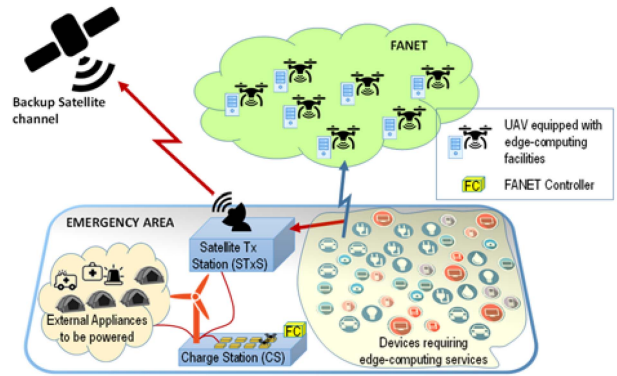 FANET
Backup Satellite
channel
UAV equipped with
edge-computing
facilities
FC
FANET Controller
EMERGENCY AREA
Satellite Tx
Station (STxS)
External Appliances
to be powered
FC
Charge Station (CS)
Devices requiring
edge-computing services